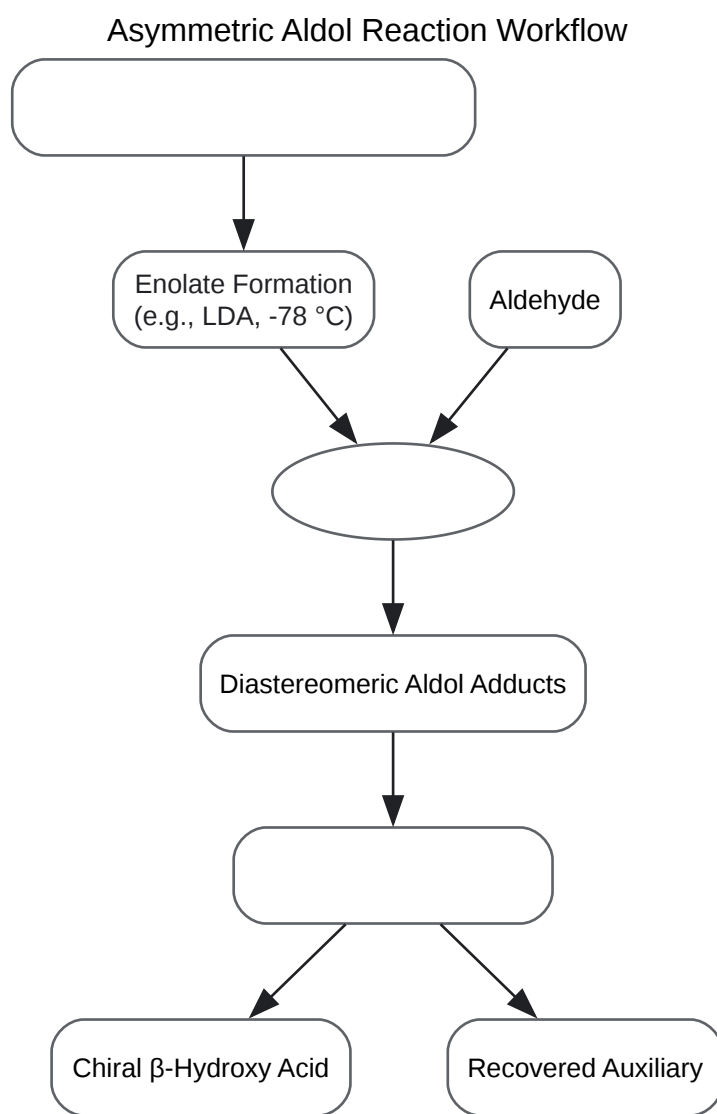 Asymmetric Aldol Reaction Workflow
Enolate Formation
(e.g., LDA, -78 °C)
Aldehyde
Diastereomeric Aldol Adducts
Chiral β-Hydroxy Acid
Recovered Auxiliary